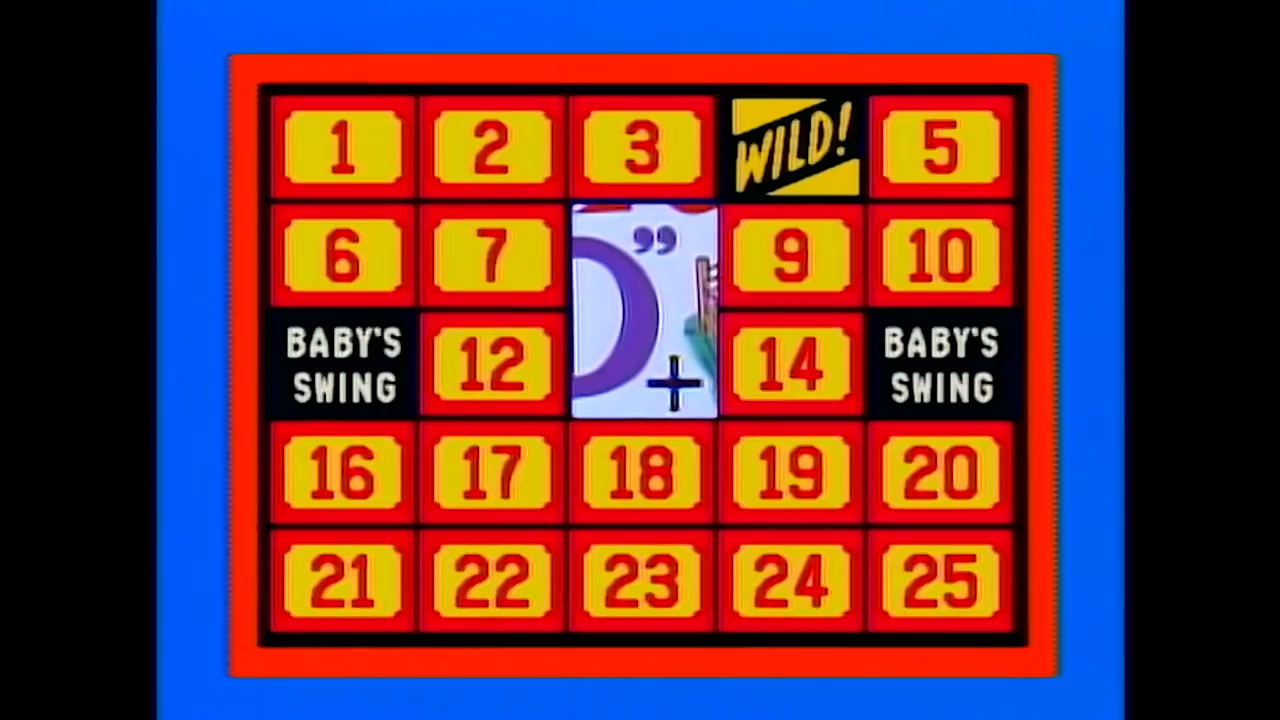 1 2 3 WILD! 5
6 7 D” 9 10
BABY'S
SWING
12 + 14
BABY'S
SWING
16 17 18 19 20
21 22 23 24 25